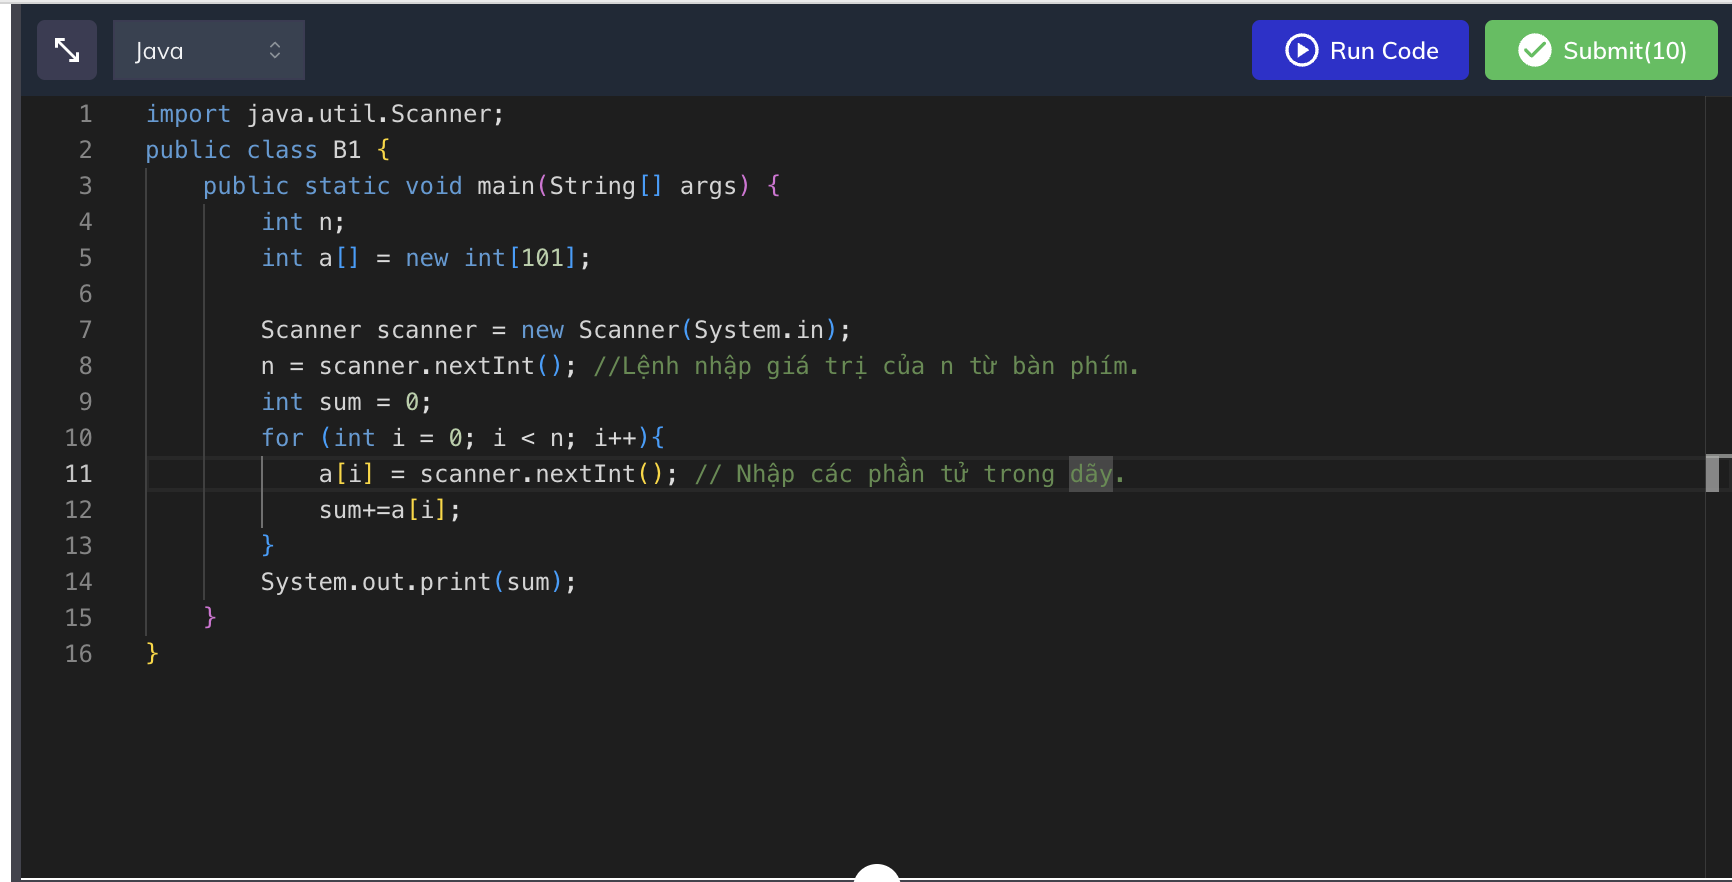 Java
Run Code
Submit(10)
1 import java.util.Scanner;
2 public class B1 {
3 public static void main(String[] args) {
4 int n;
5 int a[] = new int[101];
6
7 Scanner scanner = new Scanner(System.in);
8 n = scanner.nextInt(); //Lệnh nhập giá trị của n từ bàn phím.
9 int sum = 0;
10 for (int i = 0; i < n; i++){
11 a[i] = scanner.nextInt(); // Nhập các phần tử trong dãy.
12 sum+=a[i];
13 }
14 System.out.print(sum);
15 }
16 }